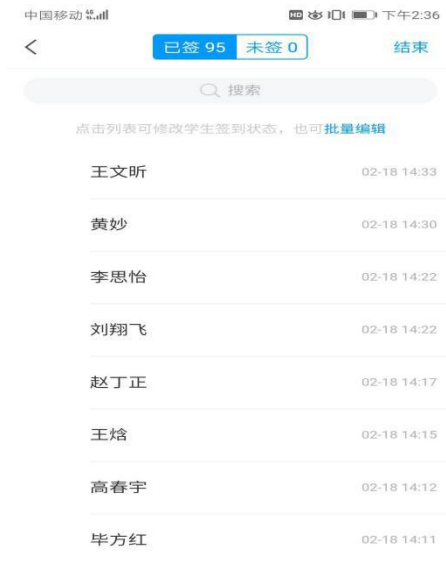 中国移动 4G HD 下午2:36
已签 95 未签 0 结束
搜索
点击列表可修改学生签到状态，也可批量编辑
王文昕 02-18 14:33
黄妙 02-18 14:30
李思怡 02-18 14:22
刘翔飞 02-18 14:22
赵丁正 02-18 14:17
王焓 02-18 14:15
高春宇 02-18 14:12
毕方红 02-18 14:11